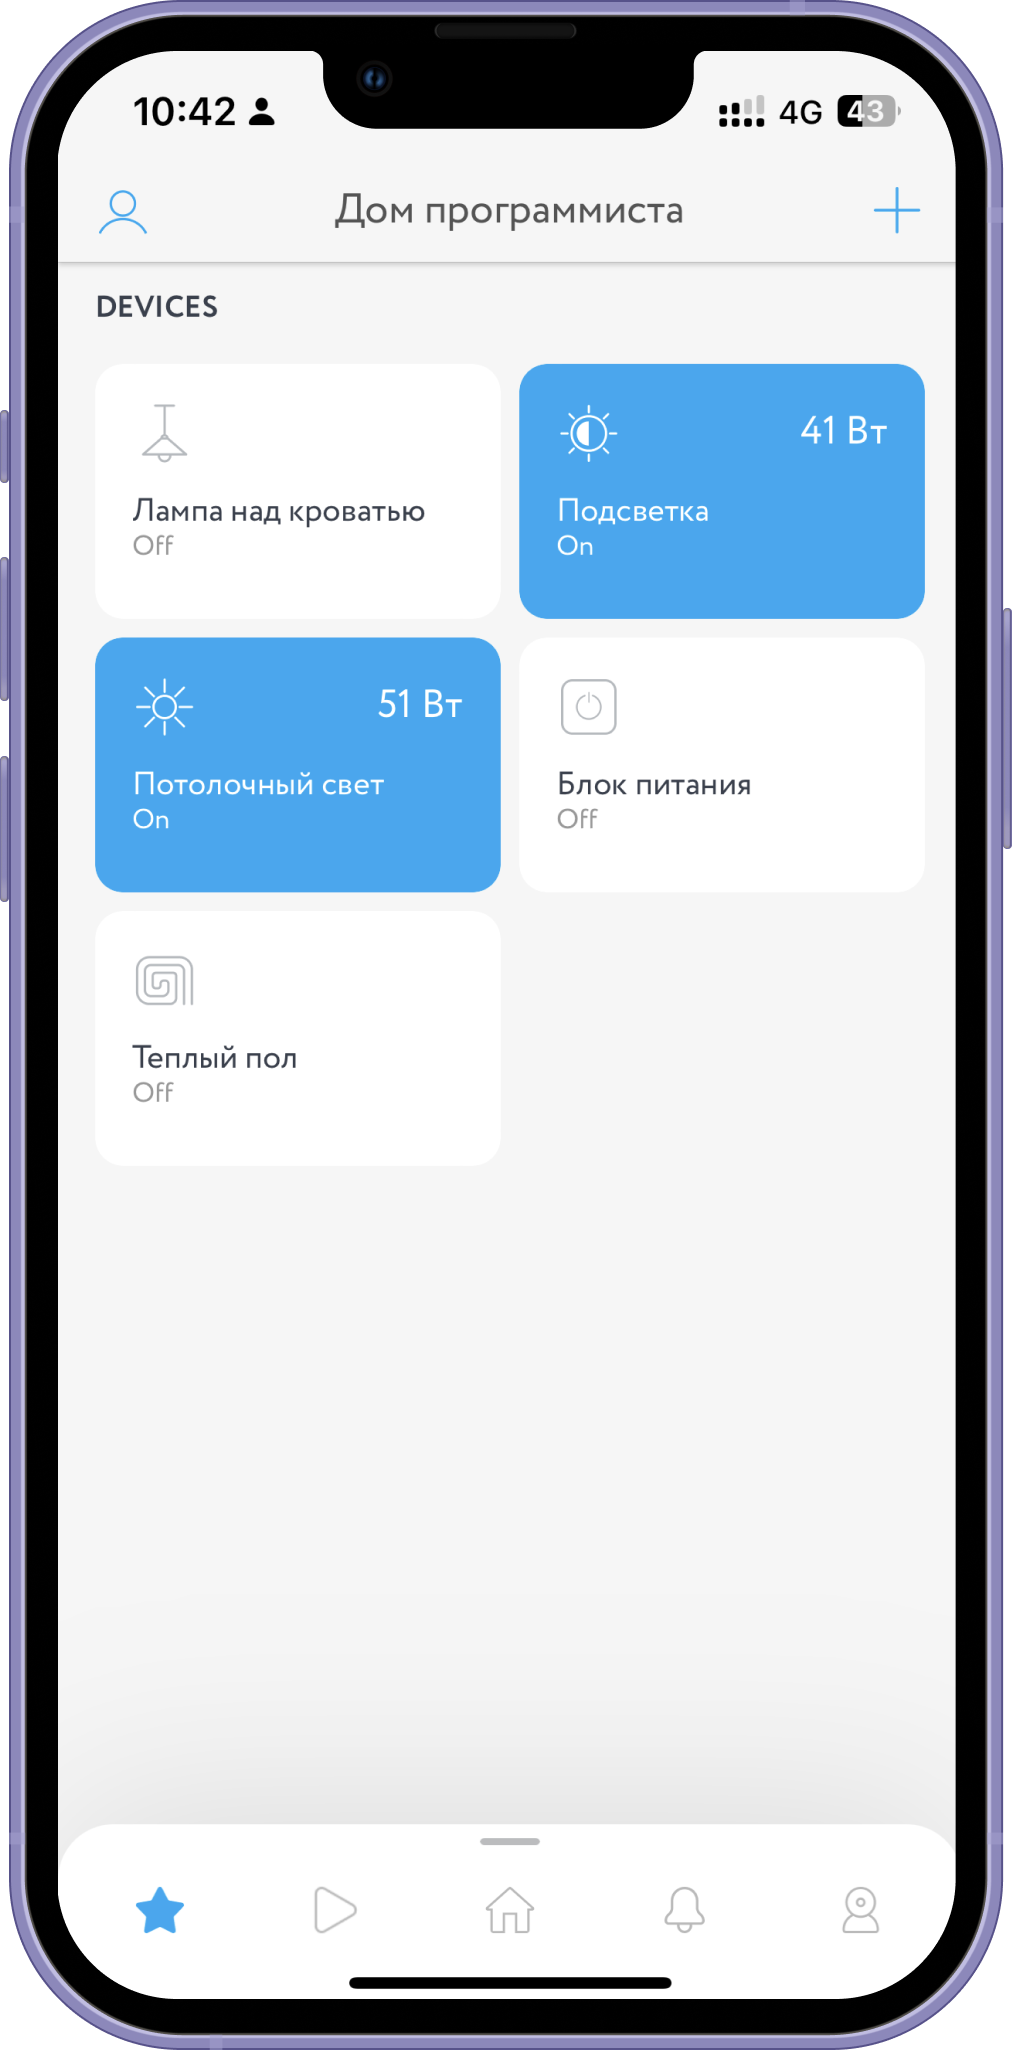 10:42
4G 43
Дом программиста
DEVICES
Лампа над кроватью
Off
41 Вт
Подсветка
On
51 Вт
Потолочный свет
On
Блок питания
Off
Теплый пол
Off